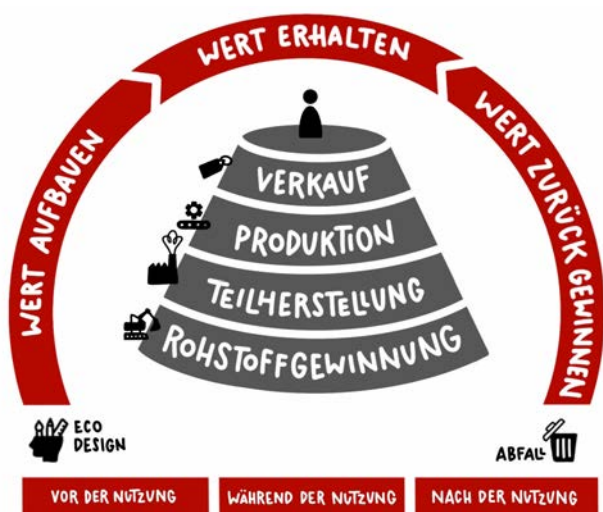 WERT AUFBAUEN
WERT ERHALTEN
WERT ZURÜCK GEWINNEN
VERKAUF
PRODUKTION
TEILHERSTELLUNG
ROHSTOFFGEWINNUNG
ECO
DESIGN
ABFALL
VOR DER NUTZUNG
WÄHREND DER NUTZUNG
NACH DER NUTZUNG